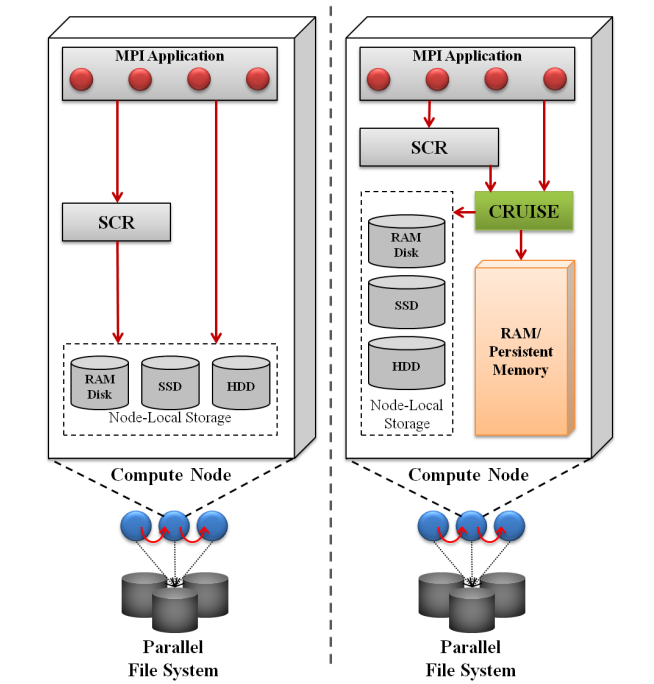 MPI Application
SCR
RAM
Disk
SSD
HDD
Node-Local Storage
Compute Node
Parallel
File System
MPI Application
SCR
CRUISE
RAM
Disk
SSD
HDD
Node-Local
Storage
RAM/
Persistent
Memory
Compute Node
Parallel
File System